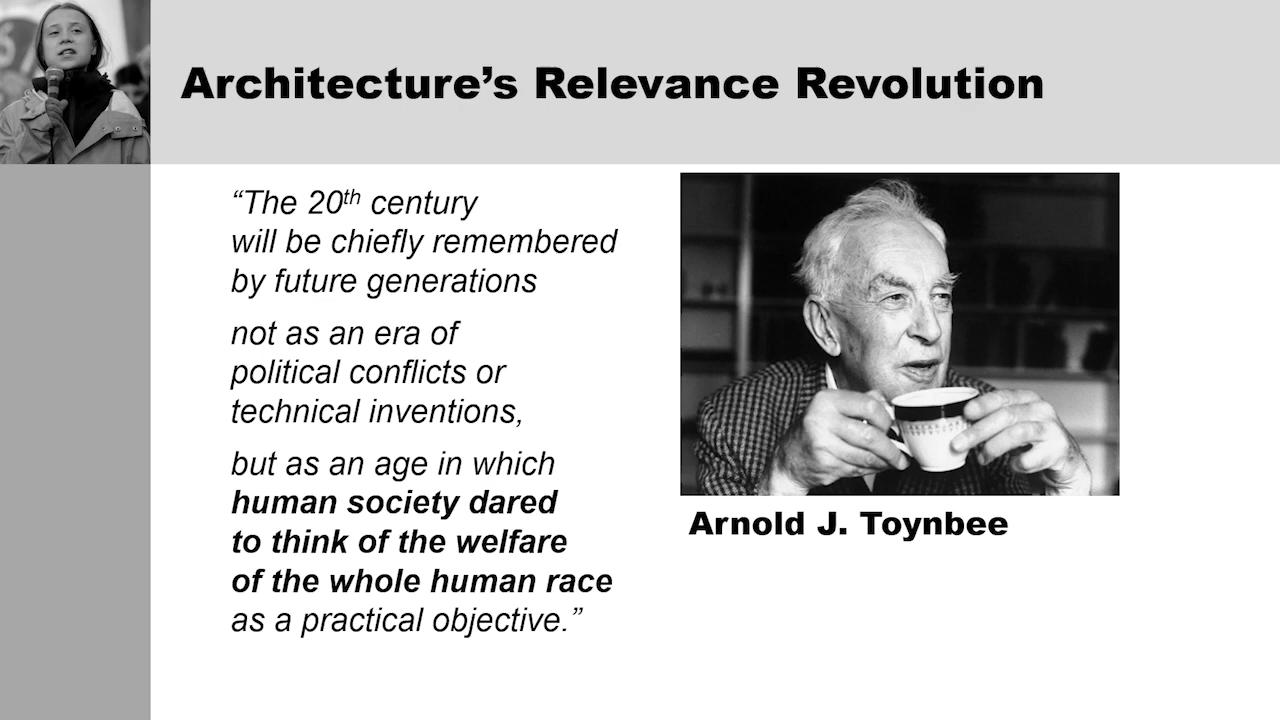 Architecture’s Relevance Revolution
“The 20th century
will be chiefly remembered
by future generations
not as an era of
political conflicts or
technical inventions,
but as an age in which
human society dared
to think of the welfare
of the whole human race
as a practical objective.”
Arnold J. Toynbee